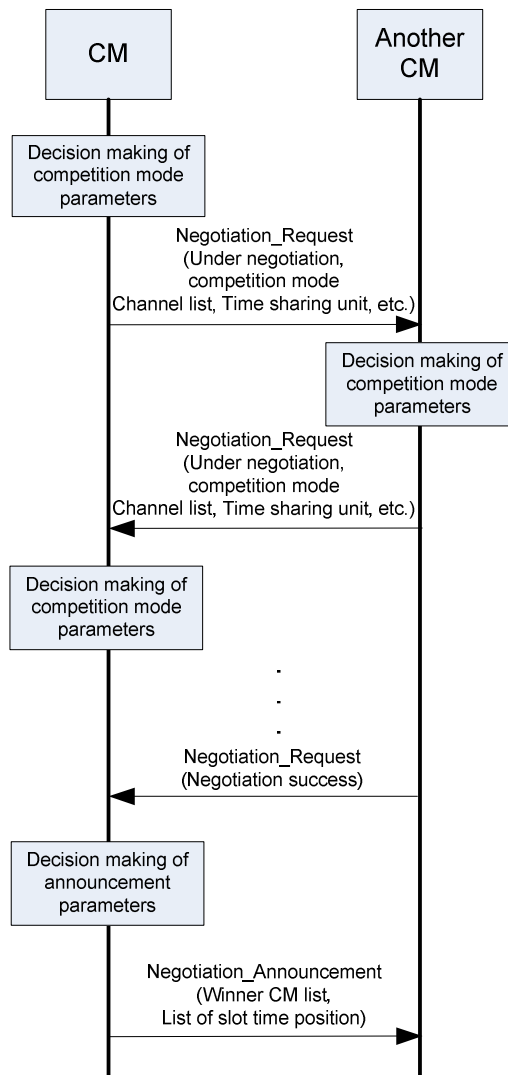 CM
Another
CM
Decision making of
competition mode
parameters
Negotiation_Request
(Under negotiation,
competition mode
Channel list, Time sharing unit, etc.)
Decision making of
competition mode
parameters
Negotiation_Request
(Under negotiation,
competition mode
Channel list, Time sharing unit, etc.)
Decision making of
competition mode
parameters
.
.
.
Negotiation_Request
(Negotiation success)
Decision making of
announcement
parameters
Negotiation_Announcement
(Winner CM list,
List of slot time position)